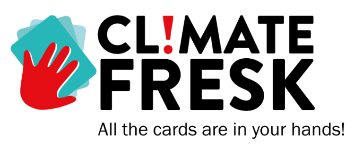 CL!MATE
FRESK
All the cards are in your hands!